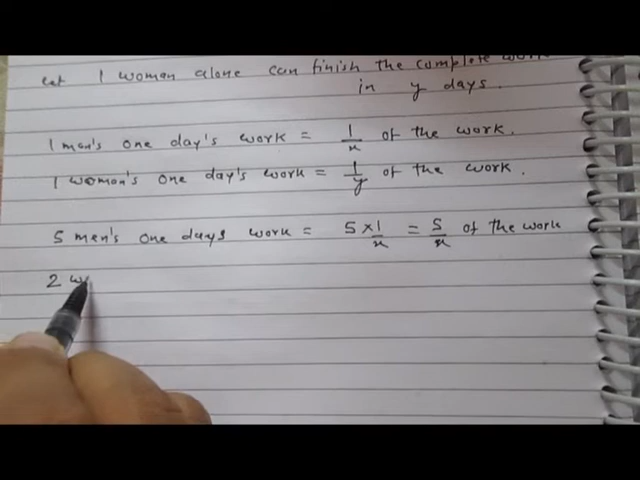 Let 1 woman alone can finish the complete work
in y days.
1 man's one day's work = 1/x of the work.
1 woman's one day's work = 1/y of the work.
5 men's one days work = 5 × 1/x = 5/x of the work
2 w